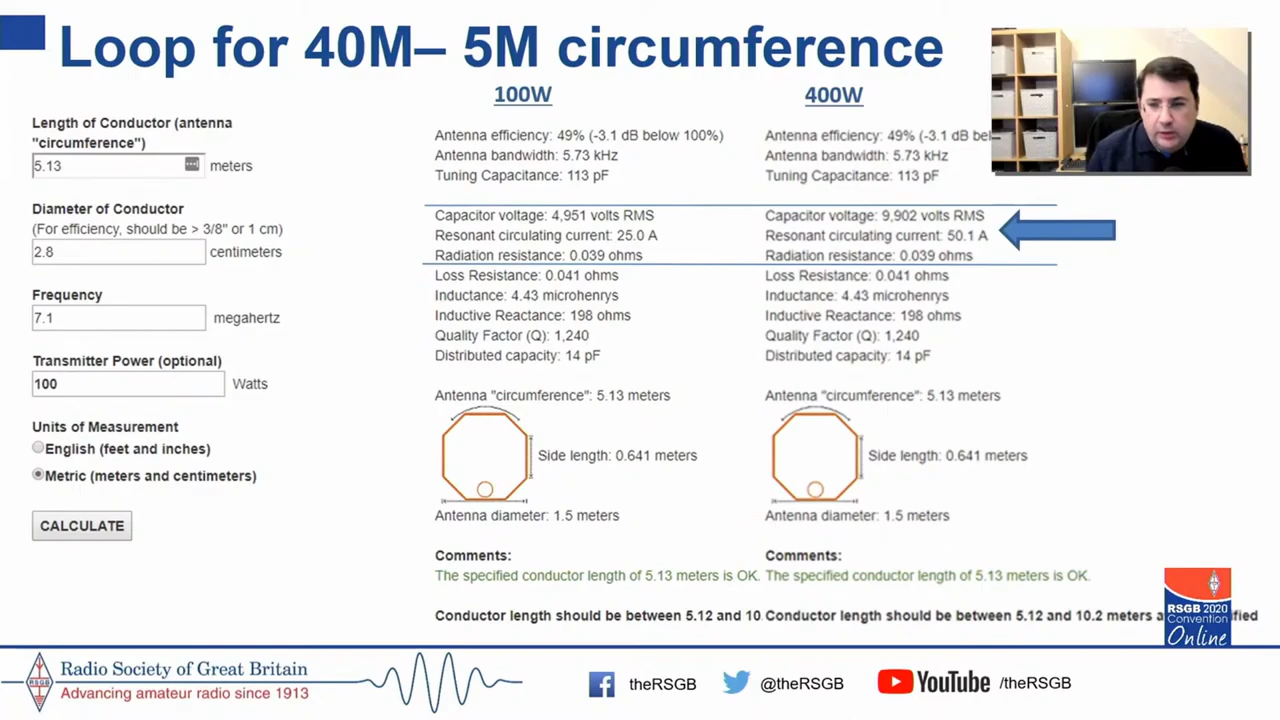 Loop for 40M– 5M circumference
Length of Conductor (antenna
"circumference")
5.13 meters
Diameter of Conductor
(For efficiency, should be > 3/8" or 1 cm)
2.8 centimeters
Frequency
7.1 megahertz
Transmitter Power (optional)
100 Watts
Units of Measurement
English (feet and inches)
Metric (meters and centimeters)
CALCULATE
100W
Antenna efficiency: 49% (-3.1 dB below 100%)
Antenna bandwidth: 5.73 kHz
Tuning Capacitance: 113 pF
Capacitor voltage: 4,951 volts RMS
Resonant circulating current: 25.0 A
Radiation resistance: 0.039 ohms
Loss Resistance: 0.041 ohms
Inductance: 4.43 microhenrys
Inductive Reactance: 198 ohms
Quality Factor (Q): 1,240
Distributed capacity: 14 pF
Antenna "circumference": 5.13 meters
Side length: 0.641 meters
Antenna diameter: 1.5 meters
Comments:
The specified conductor length of 5.13 meters is OK.
Conductor length should be between 5.12 and 10.
400W
Antenna efficiency: 49% (-3.1 dB
Antenna bandwidth: 5.73 kHz
Tuning Capacitance: 113 pF
Capacitor voltage: 9,902 volts RMS
Resonant circulating current: 50.1 A
Radiation resistance: 0.039 ohms
Loss Resistance: 0.041 ohms
Inductance: 4.43 microhenrys
Inductive Reactance: 198 ohms
Quality Factor (Q): 1,240
Distributed capacity: 14 pF
Antenna "circumference": 5.13 meters
Side length: 0.641 meters
Antenna diameter: 1.5 meters
Comments:
The specified conductor length of 5.13 meters is OK.
Conductor length should be between 5.12 and 10.2 meters
RSGB 2020
Convention
Online
RSGB
Radio Society of Great Britain
Advancing amateur radio since 1913
theRSGB
@theRSGB
YouTube /theRSGB